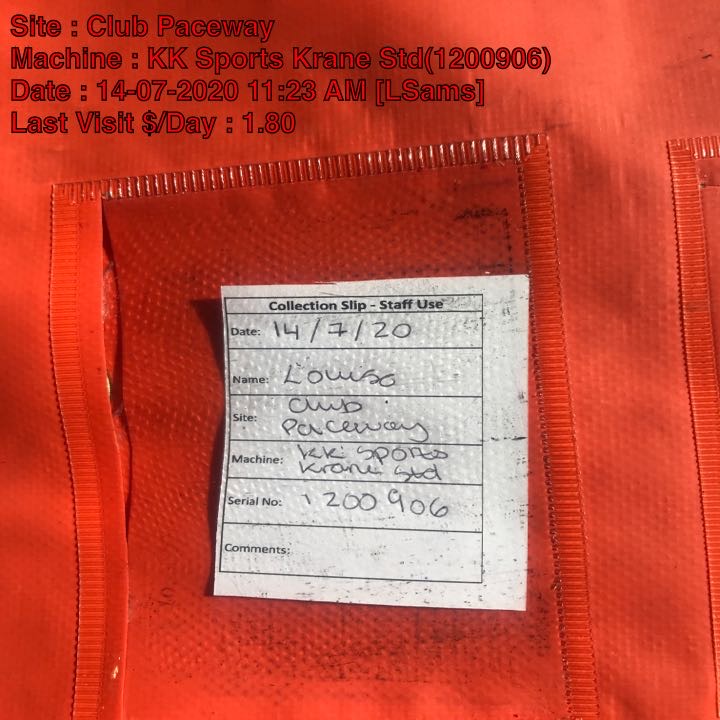 Site : Club Paceway
Machine : KK Sports Krane Std(1200906)
Date : 14-07-2020 11:23 AM [LSams]
Last Visit $/Day : 1.80
Collection Slip - Staff Use
Date: 14/7/20
Name: Louise
Site: Club
Paceway
Machine: KK Sports
Krane Std
Serial No: 1200906
Comments: